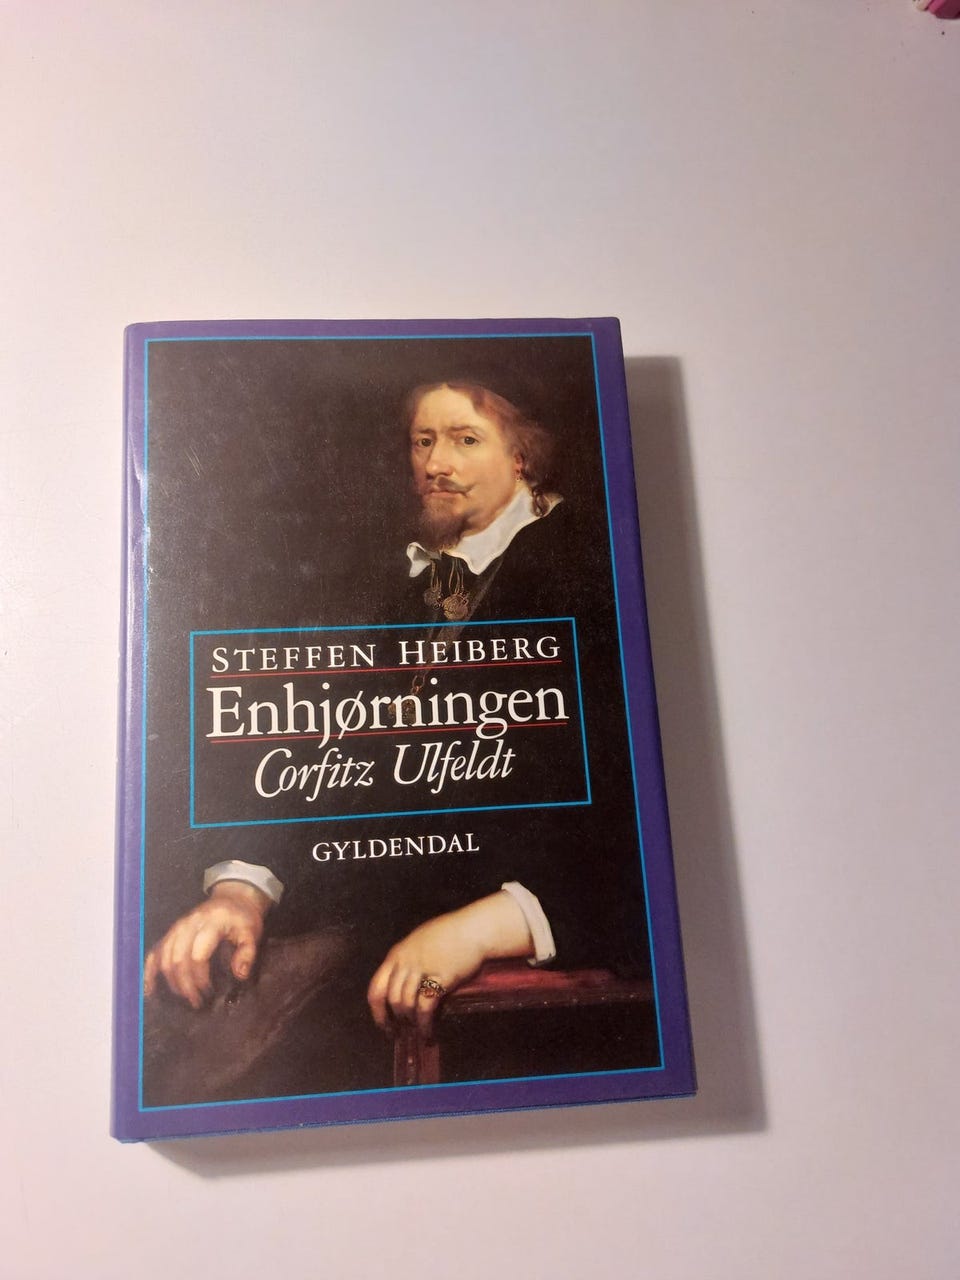 STEFFEN HEIBERG
Enhjørningen
Corfitz Ulfeldt
GYLDENDAL